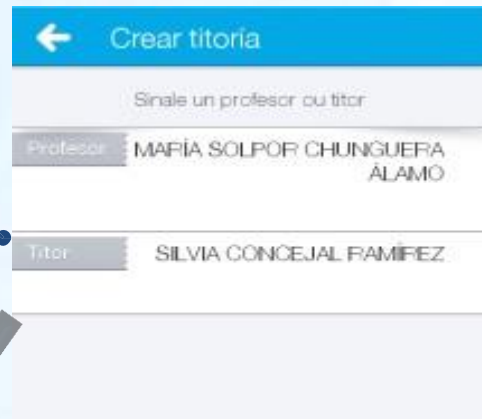 Crear titoría
Sinale un profesor ou titor
Profesor MARÍA SOLPOR CHUNGUERA
ÁLAMO
Titor SILVIA CONCEJAL RAMÍREZ